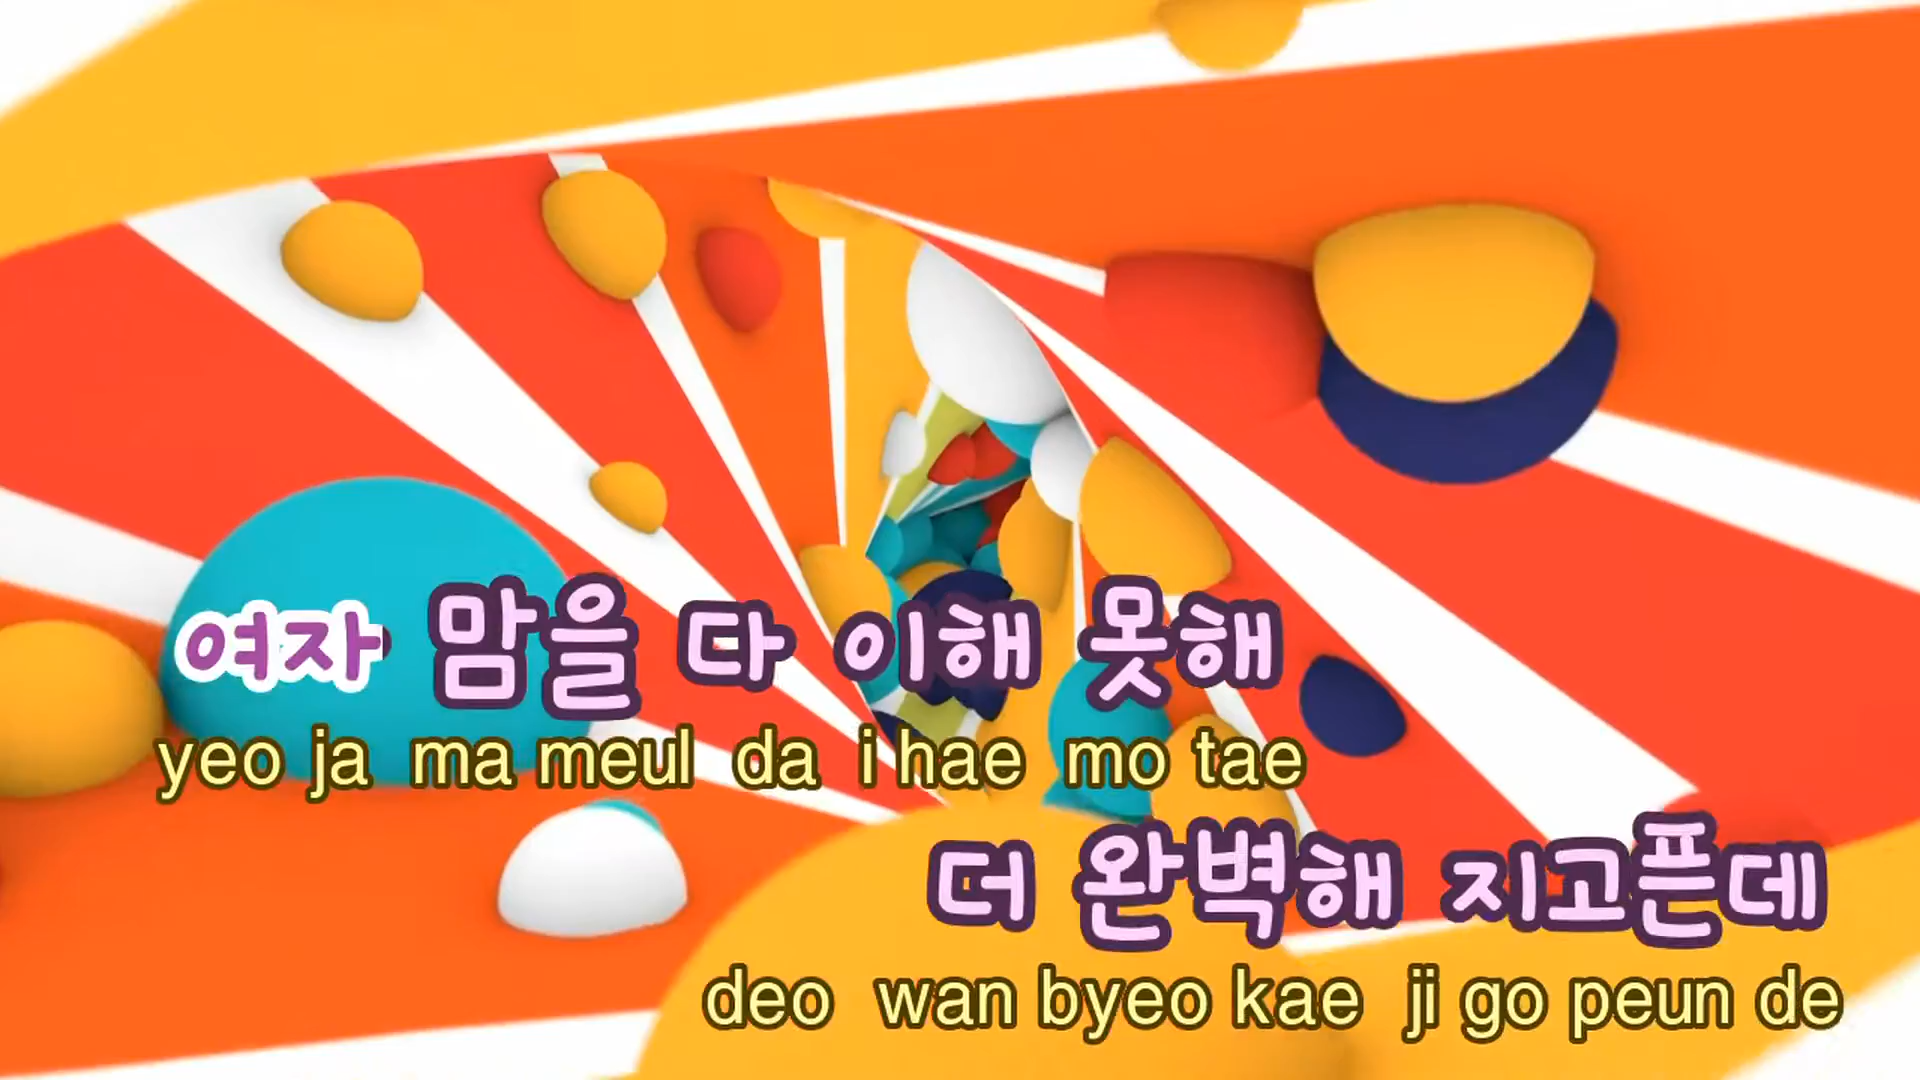 여자 맘을 다 이해 못해
yeo ja ma meul da i hae mo tae
더 완벽해 지고픈데
deo wan byeo kae ji go peun de